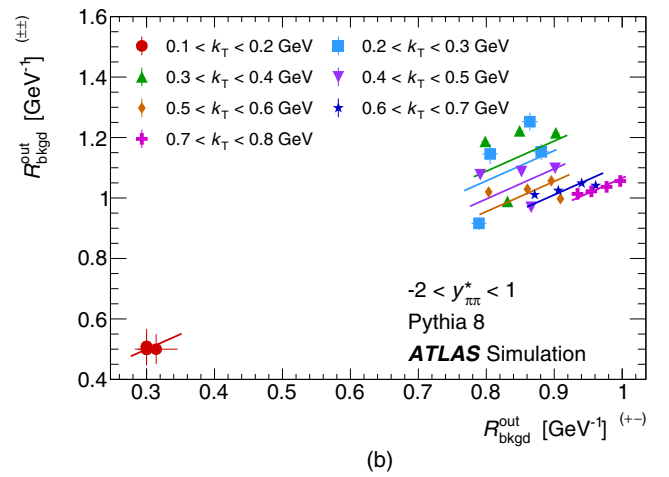 R^out_bkgd [GeV^-1] (±±)
1.6
1.4
1.2
1
0.8
0.6
0.4
0.1 < k_T < 0.2 GeV
0.2 < k_T < 0.3 GeV
0.3 < k_T < 0.4 GeV
0.4 < k_T < 0.5 GeV
0.5 < k_T < 0.6 GeV
0.6 < k_T < 0.7 GeV
0.7 < k_T < 0.8 GeV
-2 < y*_ππ < 1
Pythia 8
ATLAS Simulation
0.3 0.4 0.5 0.6 0.7 0.8 0.9 1
R^out_bkgd [GeV^-1] (+−)
(b)